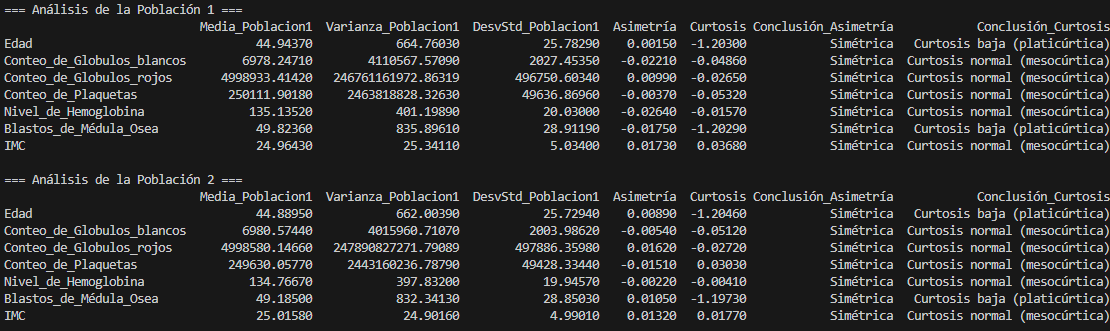 === Análisis de la Población 1 ===
Media_Poblacion1 Varianza_Poblacion1 DesvStd_Poblacion1 Asimetría Curtosis Conclusión_Asimetría Conclusión_Curtosis
Edad 44.94370 664.76030 25.78290 0.00150 -1.20300 Simétrica Curtosis baja (platicúrtica)
Conteo_de_Globulos_blancos 6978.24710 4110567.57090 2027.45350 -0.02210 -0.04860 Simétrica Curtosis normal (mesocúrtica)
Conteo_de_Globulos_rojos 4998933.41420 246761161972.86319 496750.60340 0.00990 -0.02650 Simétrica Curtosis normal (mesocúrtica)
Conteo_de_Plaquetas 250111.90180 2463818828.32630 49636.86960 -0.00370 -0.05320 Simétrica Curtosis normal (mesocúrtica)
Nivel_de_Hemoglobina 135.13520 401.19890 20.03000 -0.02640 -0.01570 Simétrica Curtosis normal (mesocúrtica)
Blastos_de_Médula_Osea 49.82360 835.89610 28.91190 -0.01750 -1.20290 Simétrica Curtosis baja (platicúrtica)
IMC 24.96430 25.34110 5.03400 0.01730 0.03680 Simétrica Curtosis normal (mesocúrtica)
=== Análisis de la Población 2 ===
Media_Poblacion1 Varianza_Poblacion1 DesvStd_Poblacion1 Asimetría Curtosis Conclusión_Asimetría Conclusión_Curtosis
Edad 44.88950 662.00390 25.72940 0.00890 -1.20460 Simétrica Curtosis baja (platicúrtica)
Conteo_de_Globulos_blancos 6980.57440 4015960.71070 2003.98620 -0.00540 -0.05120 Simétrica Curtosis normal (mesocúrtica)
Conteo_de_Globulos_rojos 4998580.14660 247890827271.79089 497886.35980 0.01620 -0.02720 Simétrica Curtosis normal (mesocúrtica)
Conteo_de_Plaquetas 249630.05770 2443160236.78790 49428.33440 -0.01510 0.03030 Simétrica Curtosis normal (mesocúrtica)
Nivel_de_Hemoglobina 134.76670 397.83200 19.94570 -0.00220 -0.00410 Simétrica Curtosis normal (mesocúrtica)
Blastos_de_Médula_Osea 49.18500 832.34130 28.85030 0.01050 -1.19730 Simétrica Curtosis baja (platicúrtica)
IMC 25.01580 24.90160 4.99010 0.01320 0.01770 Simétrica Curtosis normal (mesocúrtica)